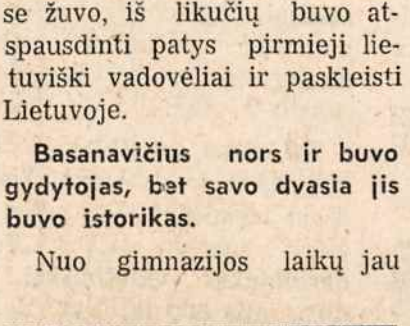 se žuvo, iš likučių buvo at-
spausdinti patys pirmieji lie-
tuviški vadovėliai ir paskleisti
Lietuvoje.
Basanavičius nors ir buvo
gydytojas, bet savo dvasia jis
buvo istorikas.
Nuo gimnazijos laikų jau